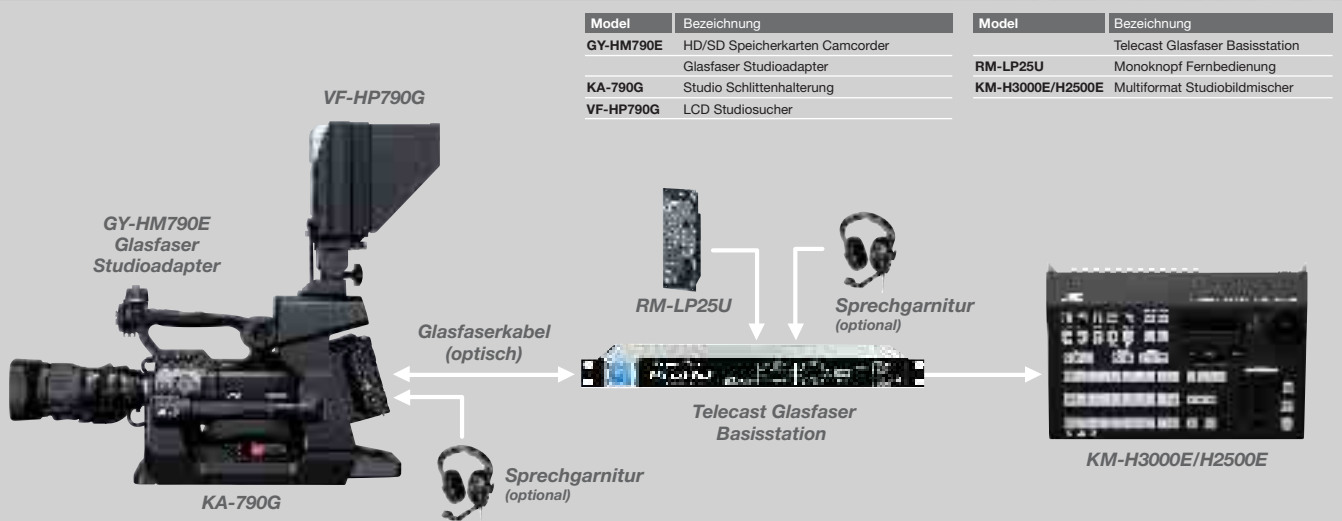 Model Bezeichnung
GY-HM790E HD/SD Speicherkarten Camcorder
Glasfaser Studioadapter
KA-790G Studio Schlittenhalterung
VF-HP790G LCD Studiosucher
Model Bezeichnung
Telecast Glasfaser Basisstation
RM-LP25U Monoknopf Fernbedienung
KM-H3000E/H2500E Multiformat Studiobildmischer
VF-HP790G
GY-HM790E
Glasfaser
Studioadapter
Glasfaserkabel
(optisch)
RM-LP25U
Sprechgarnitur
(optional)
Telecast Glasfaser
Basisstation
KM-H3000E/H2500E
Sprechgarnitur
(optional)
KA-790G